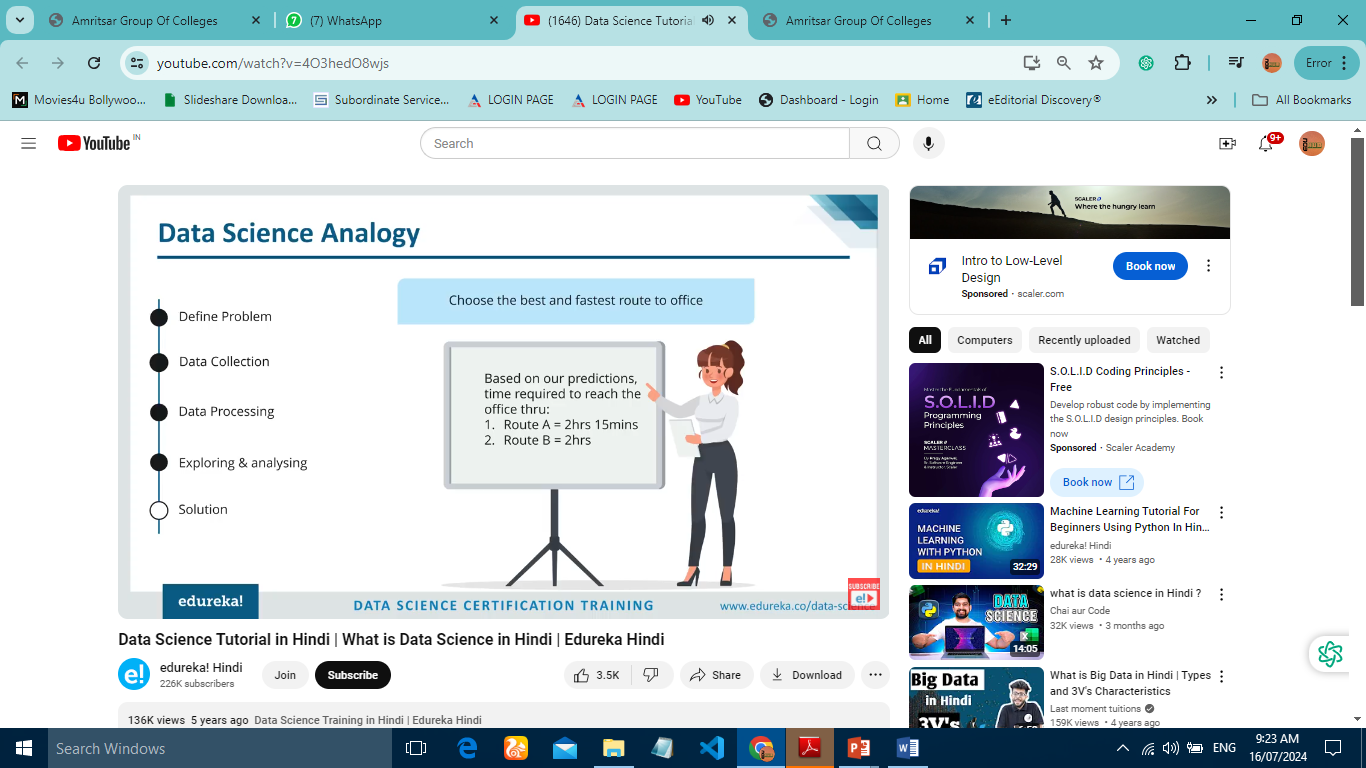 Amritsar Group Of Colleges
(7) WhatsApp
(1646) Data Science Tutorial
Amritsar Group Of Colleges
youtube.com/watch?v=4O3hedO8wjs
Error
Movies4u Bollywoo...
Slideshare Downloa...
Subordinate Service...
LOGIN PAGE
LOGIN PAGE
YouTube
Dashboard - Login
Home
eEditorial Discovery®
All Bookmarks
YouTube IN
Search
9+
Data Science Analogy
Choose the best and fastest route to office
Define Problem
Data Collection
Data Processing
Exploring & analysing
Solution
Based on our predictions,
time required to reach the
office thru:
1. Route A = 2hrs 15mins
2. Route B = 2hrs
edureka!
DATA SCIENCE CERTIFICATION TRAINING
www.edureka.co/data-science
SUBSCRIBE
e!
Data Science Tutorial in Hindi | What is Data Science in Hindi | Edureka Hindi
e!
edureka! Hindi
226K subscribers
Join
Subscribe
3.5K
Share
Download
136K views 5 years ago Data Science Training in Hindi | Edureka Hindi
SCALER
Where the hungry learn
Intro to Low-Level
Design
Sponsored · scaler.com
Book now
All
Computers
Recently uploaded
Watched
Master the Fundamentals of
S.O.L.I.D
Programming
Principles
SCALER
MASTERCLASS
S.O.L.I.D Coding Principles -
Free
Develop robust code by implementing
the S.O.L.I.D design principles. Book
now
Sponsored · Scaler Academy
Book now
edureka!
MACHINE
LEARNING
WITH PYTHON
IN HINDI
32:29
Machine Learning Tutorial For
Beginners Using Python In Hin...
edureka! Hindi
28K views • 4 years ago
DATA
SCIENCE
14:05
what is data science in Hindi ?
Chai aur Code
32K views • 3 months ago
Big Data
in Hindi
3V's
What is Big Data in Hindi | Types
and 3V's Characteristics
Last moment tuitions
159K views • 4 years ago
Search Windows
ENG
9:23 AM
16/07/2024